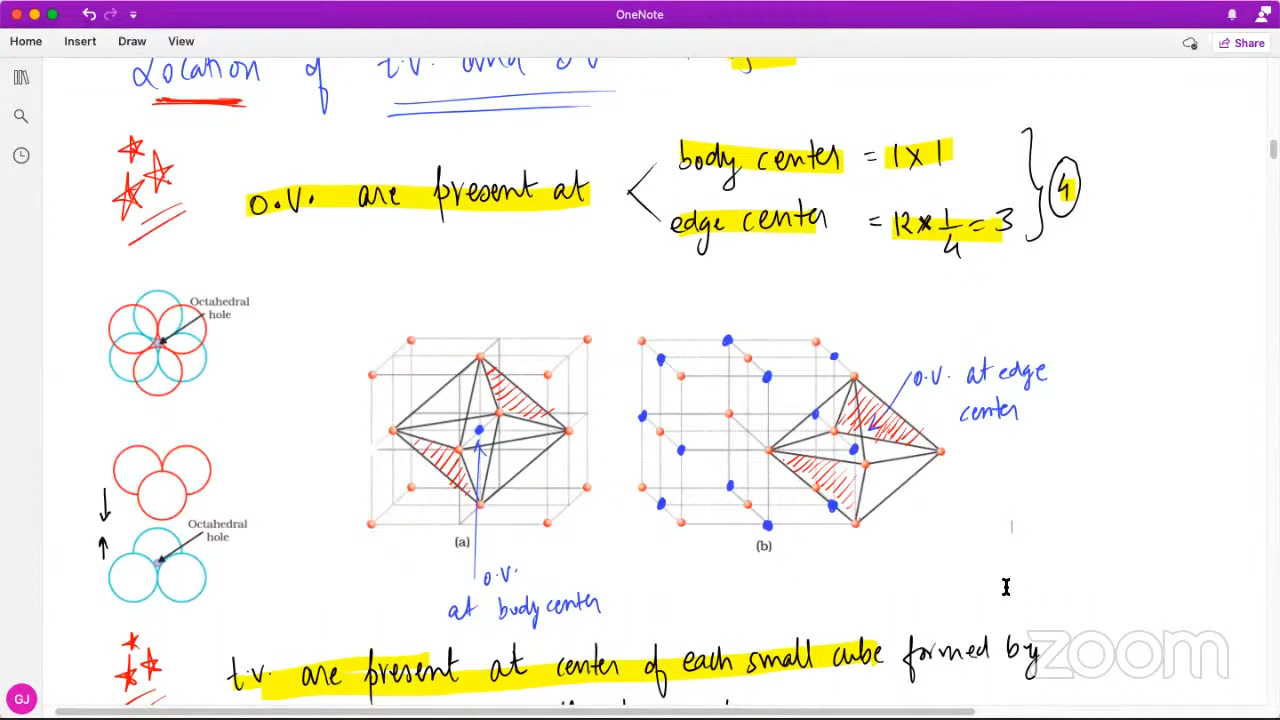 OneNote
Home Insert Draw View
Share
Location of t.v. and o.v
body center = 1 x 1
o.v. are present at
4
edge center = 12 x 1/4 = 3
Octahedral
hole
o.v. at edge
center
Octahedral
hole
(a)
(b)
o.v.
at body center
t.v. are present at center of each small cube formed by
zoom
GJ